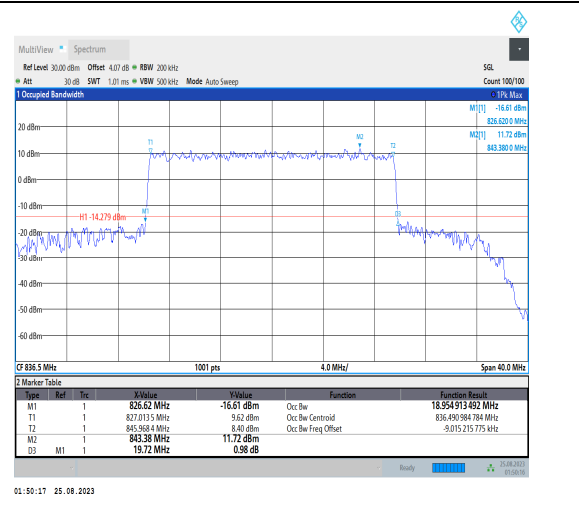 MultiView Spectrum
Ref Level 30.00 dBm Offset 4.07 dB RBW 200 kHz SGL
Att 30 dB SWT 1.01 ms VBW 500 kHz Mode Auto Sweep Count 100/100
1 Occupied Bandwidth 1Pk Max
M1[1] -16.61 dBm
826.620 0 MHz
M2[1] 11.72 dBm
843.380 0 MHz
20 dBm
T1
M2
T2
10 dBm
0 dBm
-10 dBm
M1
D3
H1 -14.279 dBm
-20 dBm
-30 dBm
-40 dBm
-50 dBm
-60 dBm
CF 836.5 MHz 1001 pts 4.0 MHz/ Span 40.0 MHz
2 Marker Table
Type Ref Trc X-Value Y-Value Function Function Result
M1 1 826.62 MHz -16.61 dBm Occ Bw 18.954 913 492 MHz
T1 1 827.013 5 MHz 9.62 dBm Occ Bw Centroid 836.490 984 784 MHz
T2 1 845.968 4 MHz 8.40 dBm Occ Bw Freq Offset -9.015 215 775 kHz
M2 1 843.38 MHz 11.72 dBm
D3 M1 1 19.72 MHz 0.98 dB
Ready 25.08.2023
01:50:16
01:50:17 25.08.2023